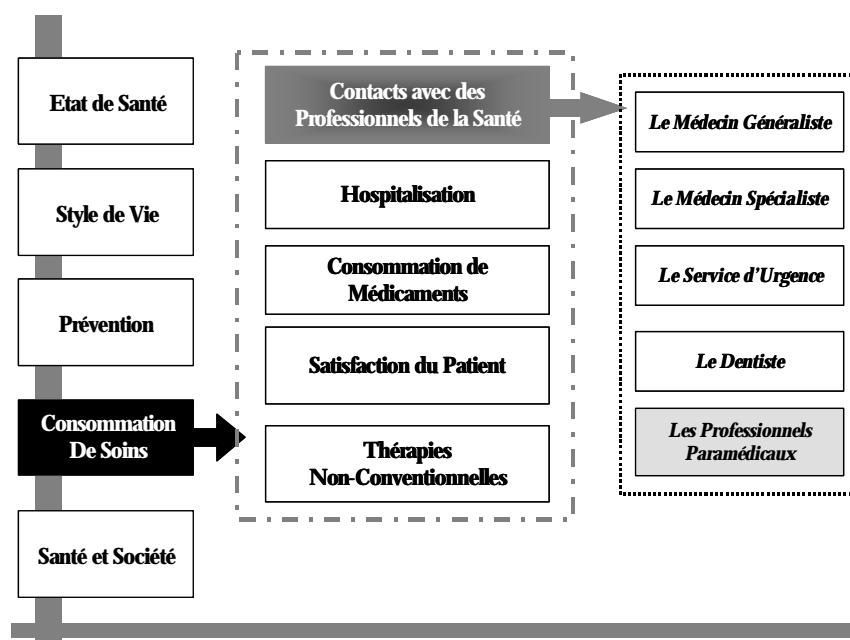 Etat de Santé
Style de Vie
Prévention
Consommation
De Soins
Santé et Société
Contacts avec des
Professionnels de la Santé
Hospitalisation
Consommation de
Médicaments
Satisfaction du Patient
Thérapies
Non-Conventionnelles
Le Médecin Généraliste
Le Médecin Spécialiste
Le Service d'Urgence
Le Dentiste
Les Professionnels
Paramédicaux